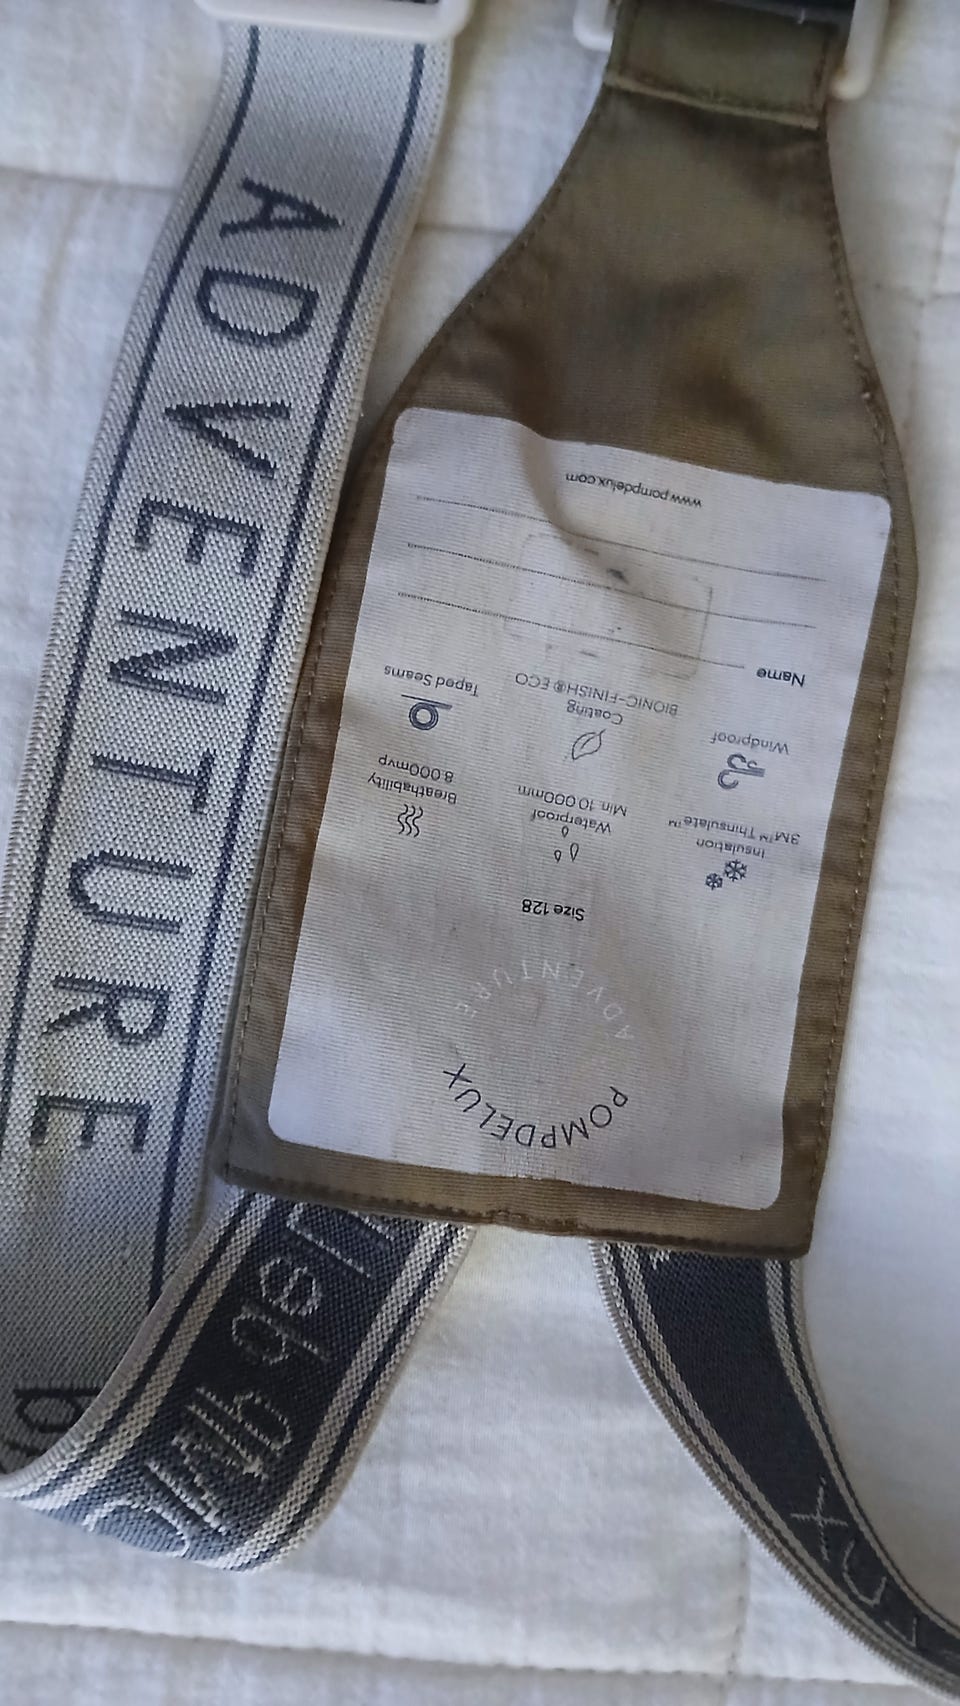 ADVENTURE
POMPDELUX
ADVENTURE
Size 128
Insulation
3M™ Thinsulate™
Waterproof
Min. 10.000mm
Breathability
8.000mvp
Windproof
Coating
BIONIC-FINISH® ECO
Taped Seams
Name
www.pompdelux.com